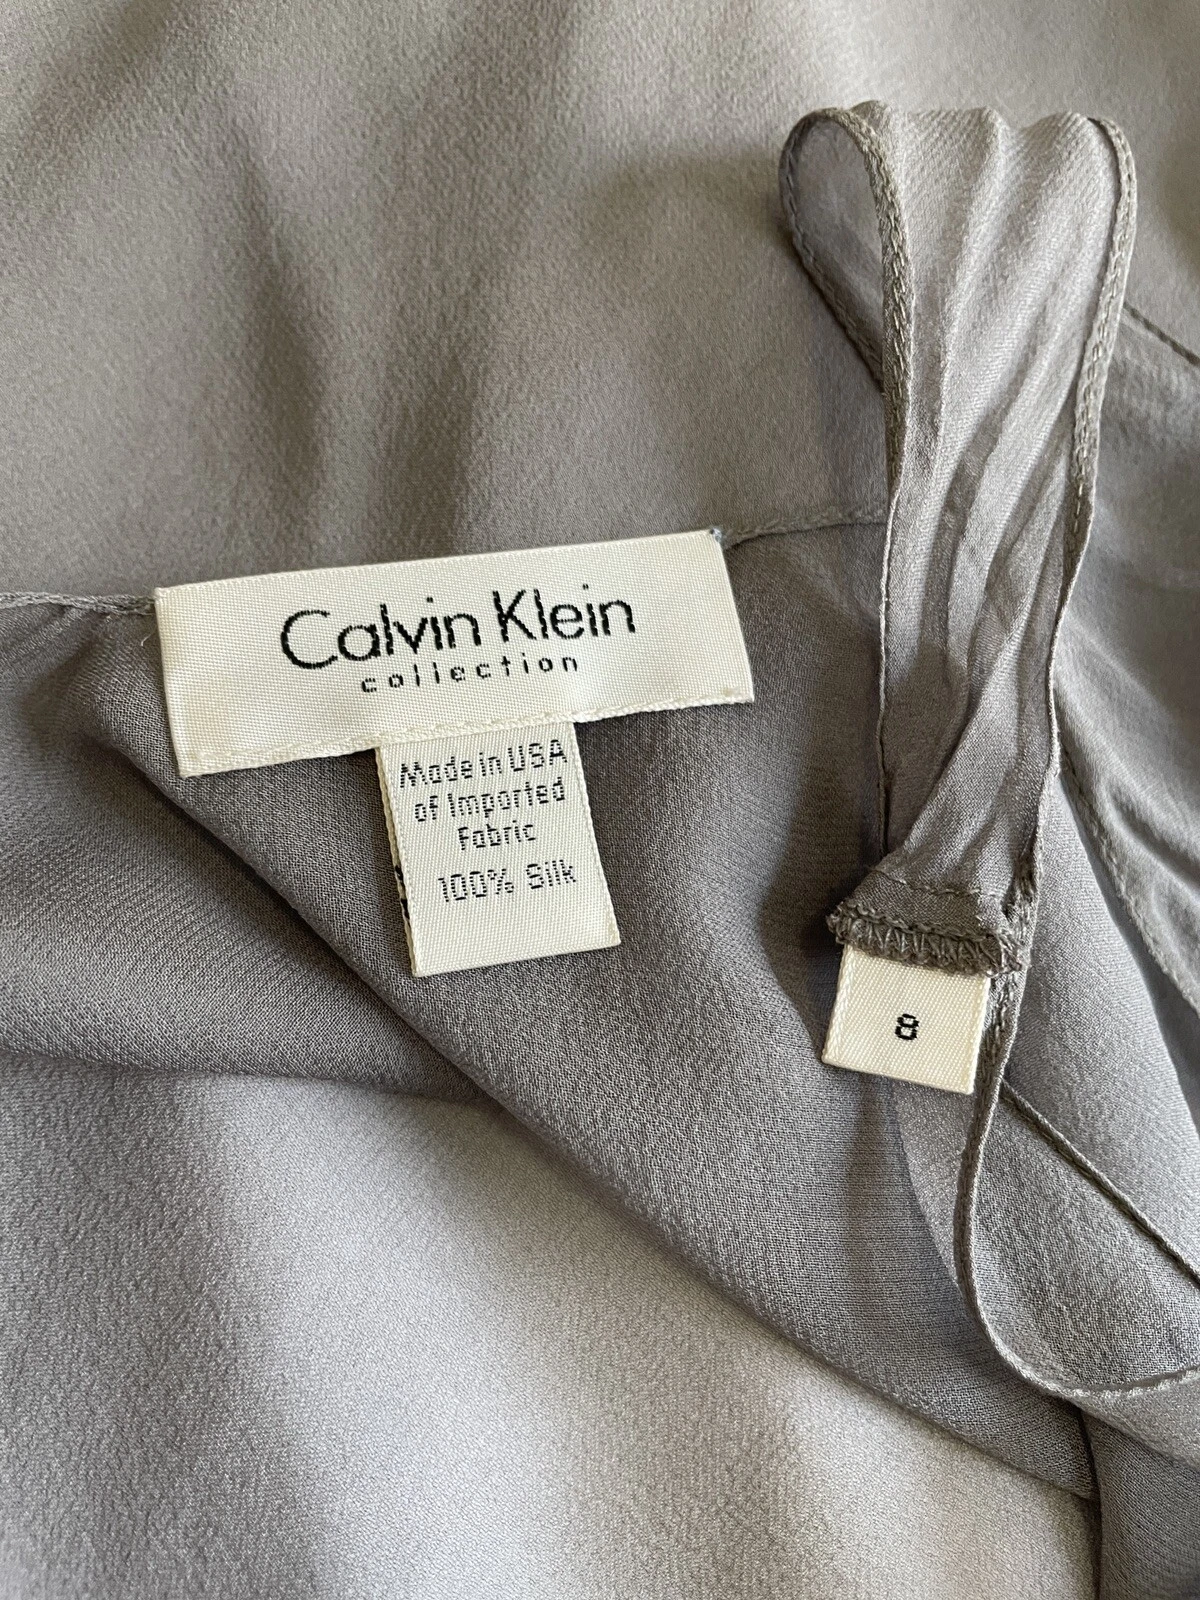 Calvin Klein
collection
Made in USA
of Imported
Fabric
100% Silk
8